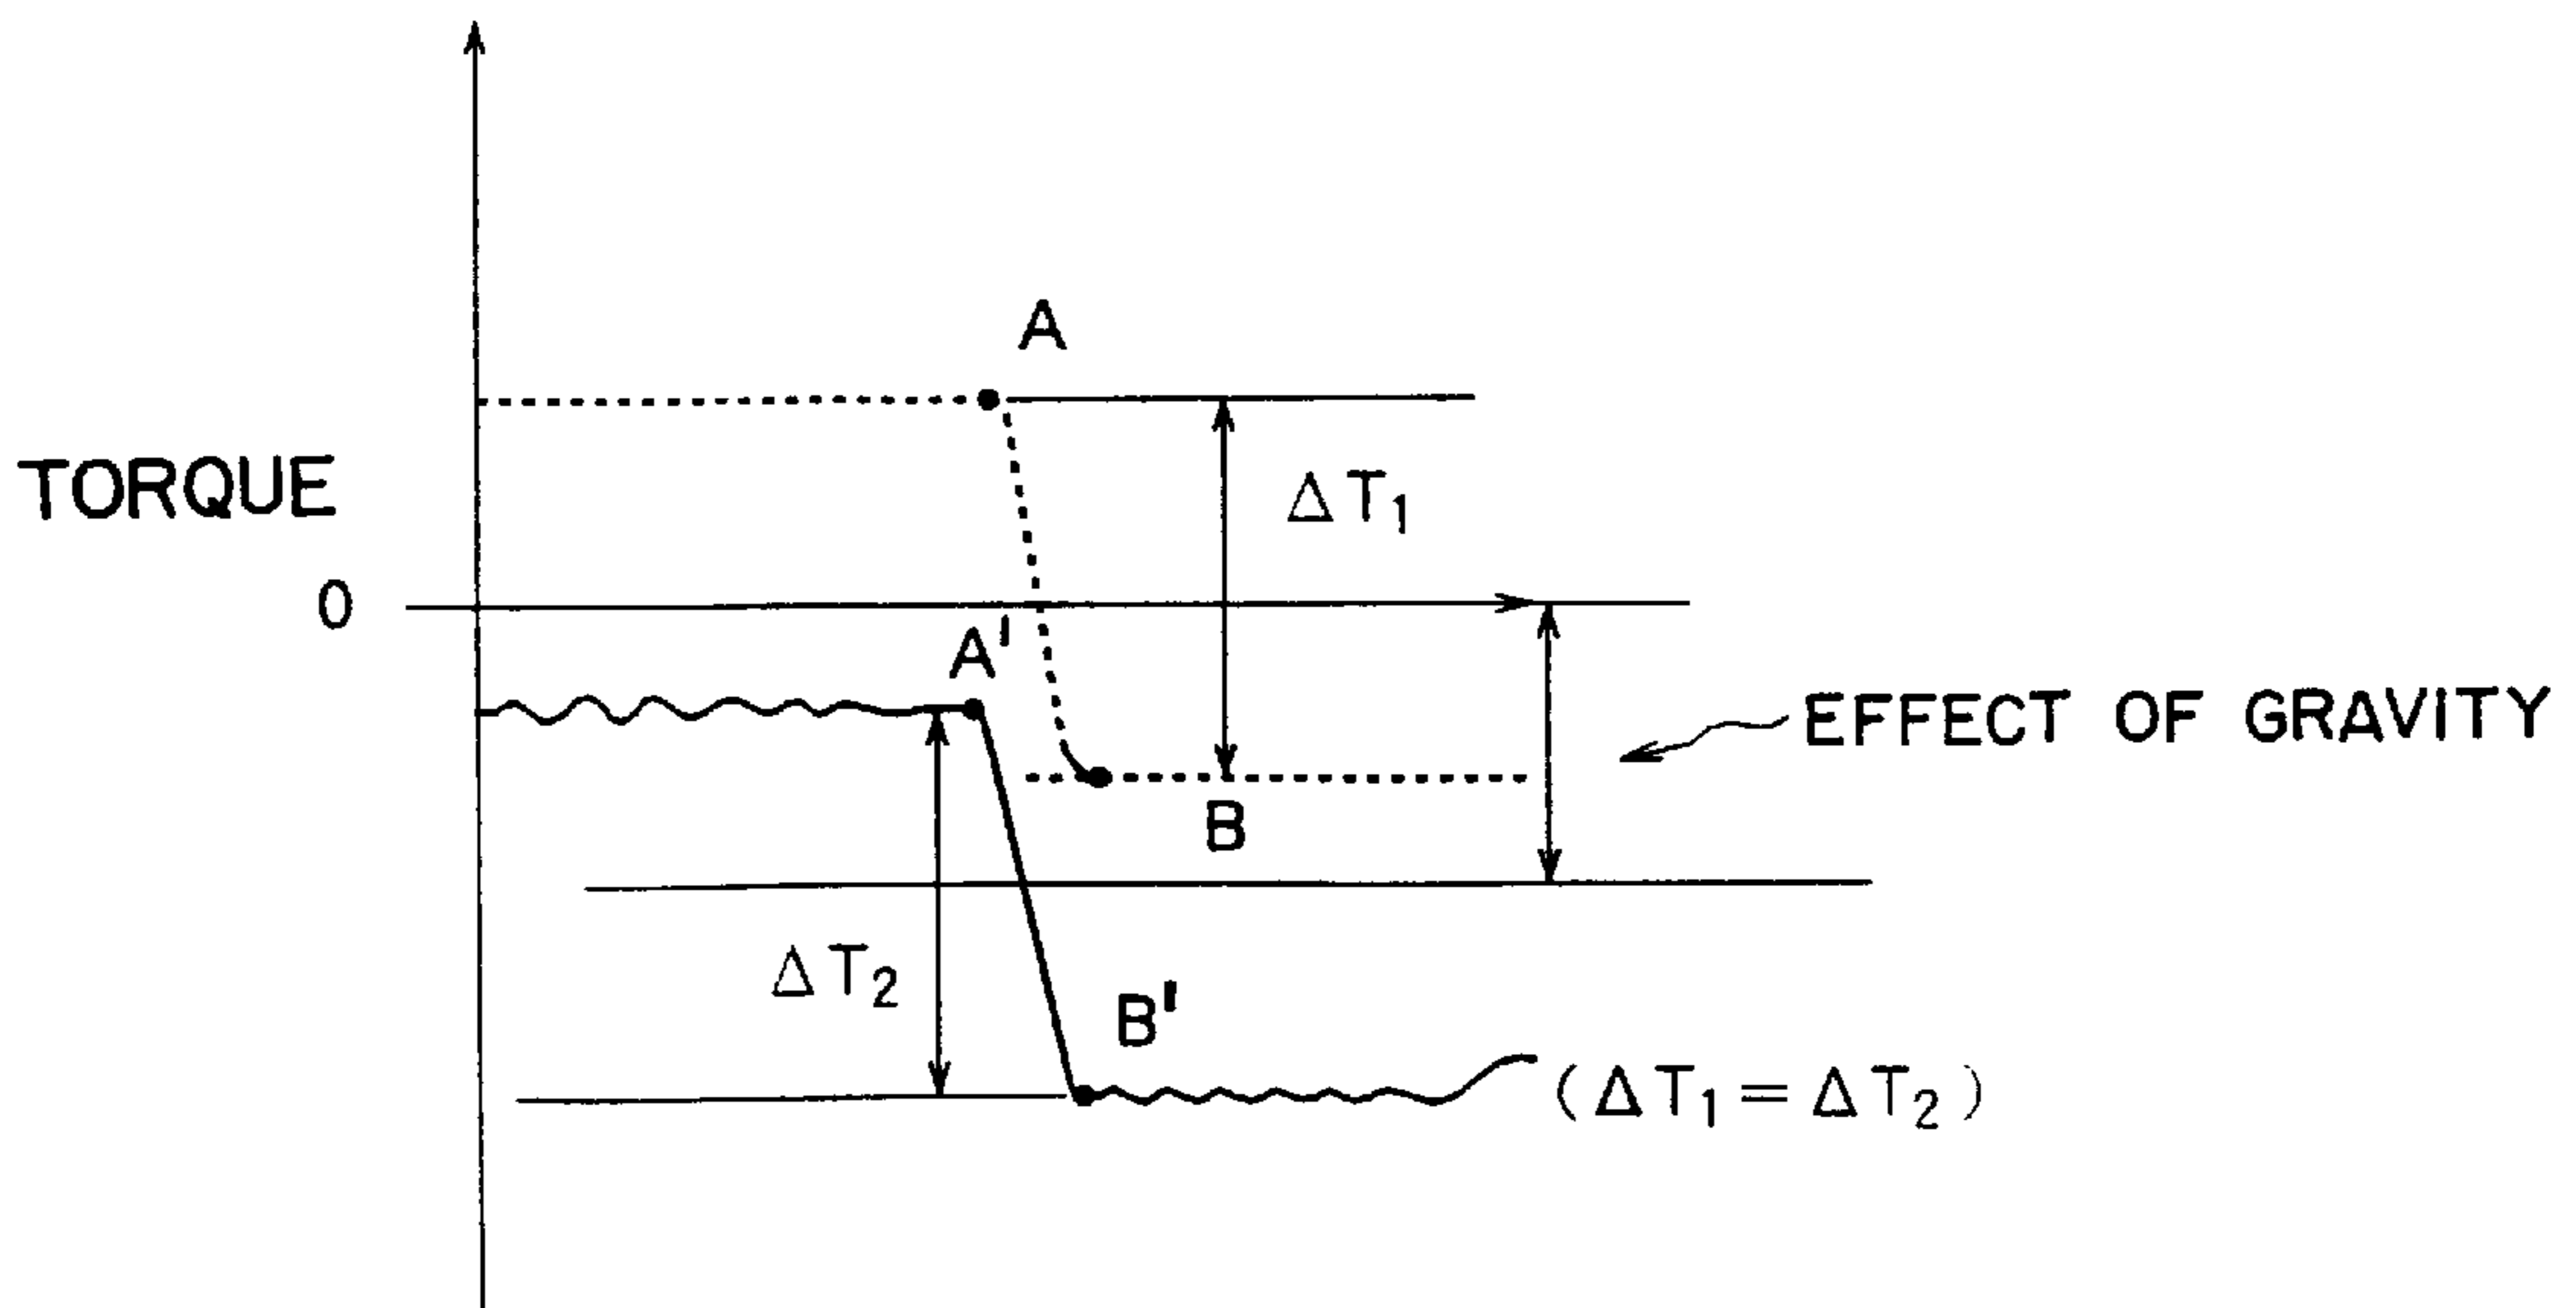 A
TORQUE
ΔT₁
0
A'
EFFECT OF GRAVITY
B
ΔT₂
B'
(ΔT₁=ΔT₂)